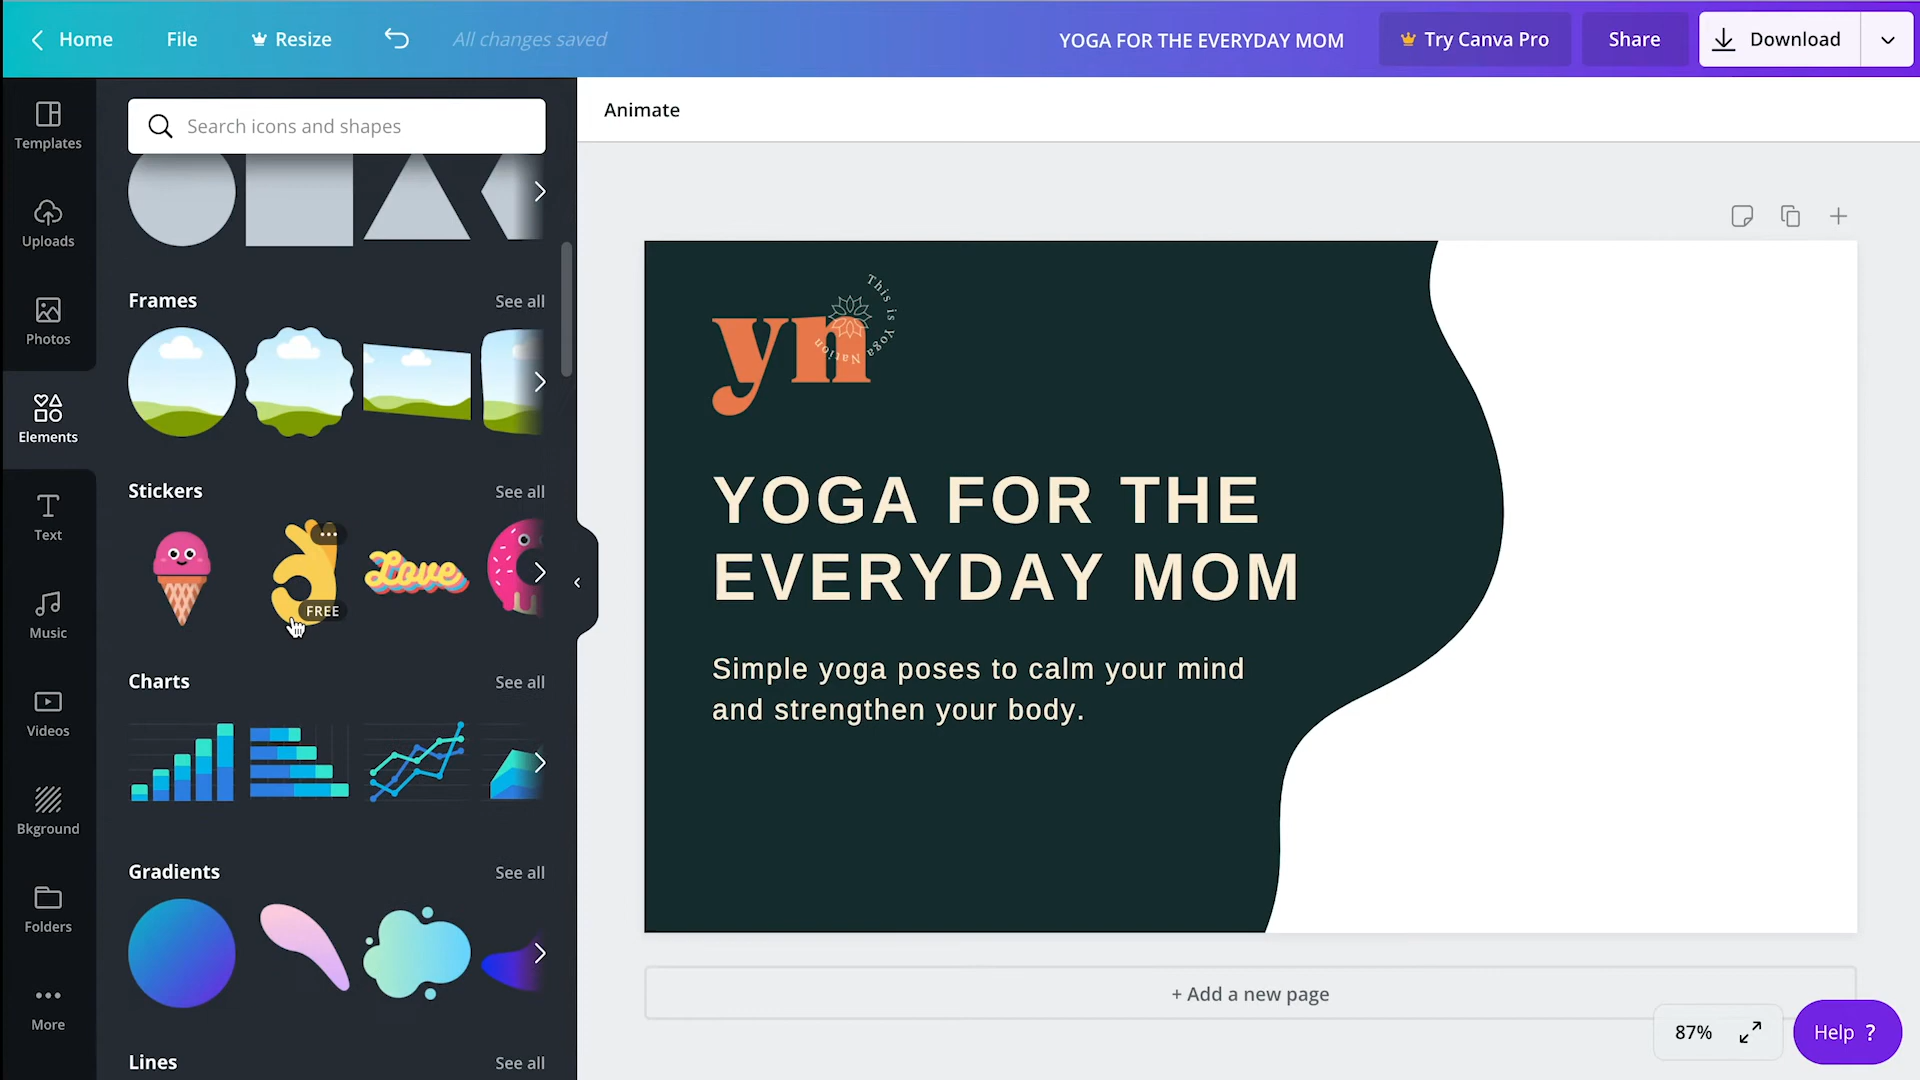 Home
File
Resize
All changes saved
YOGA FOR THE EVERYDAY MOM
Try Canva Pro
Share
Download
Templates
Uploads
Photos
Elements
Text
Music
Videos
Bkground
Folders
More
Search icons and shapes
Frames
See all
Stickers
See all
FREE
Love
Charts
See all
Gradients
See all
Lines
See all
Animate
yn
This is Yoga Nation
YOGA FOR THE
EVERYDAY MOM
Simple yoga poses to calm your mind
and strengthen your body.
+ Add a new page
87%
Help ?